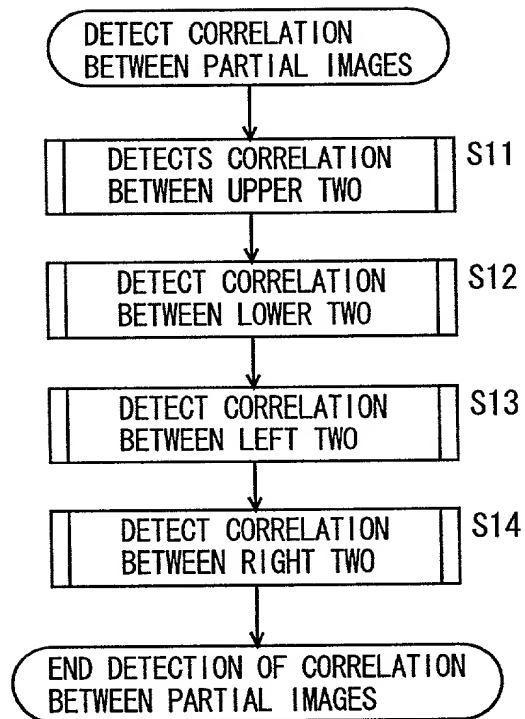 DETECT CORRELATION
BETWEEN PARTIAL IMAGES
DETECTS CORRELATION
BETWEEN UPPER TWO
S11
DETECT CORRELATION
BETWEEN LOWER TWO
S12
DETECT CORRELATION
BETWEEN LEFT TWO
S13
DETECT CORRELATION
BETWEEN RIGHT TWO
S14
END DETECTION OF CORRELATION
BETWEEN PARTIAL IMAGES